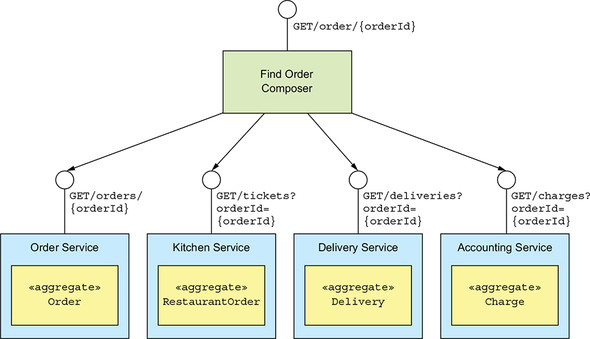 GET/order/{orderId}
Find Order
Composer
GET/orders/
{orderId}
GET/tickets?
orderId=
{orderId}
GET/deliveries?
orderId=
{orderId}
GET/charges?
orderId=
{orderId}
Order Service
«aggregate»
Order
Kitchen Service
«aggregate»
RestaurantOrder
Delivery Service
«aggregate»
Delivery
Accounting Service
«aggregate»
Charge